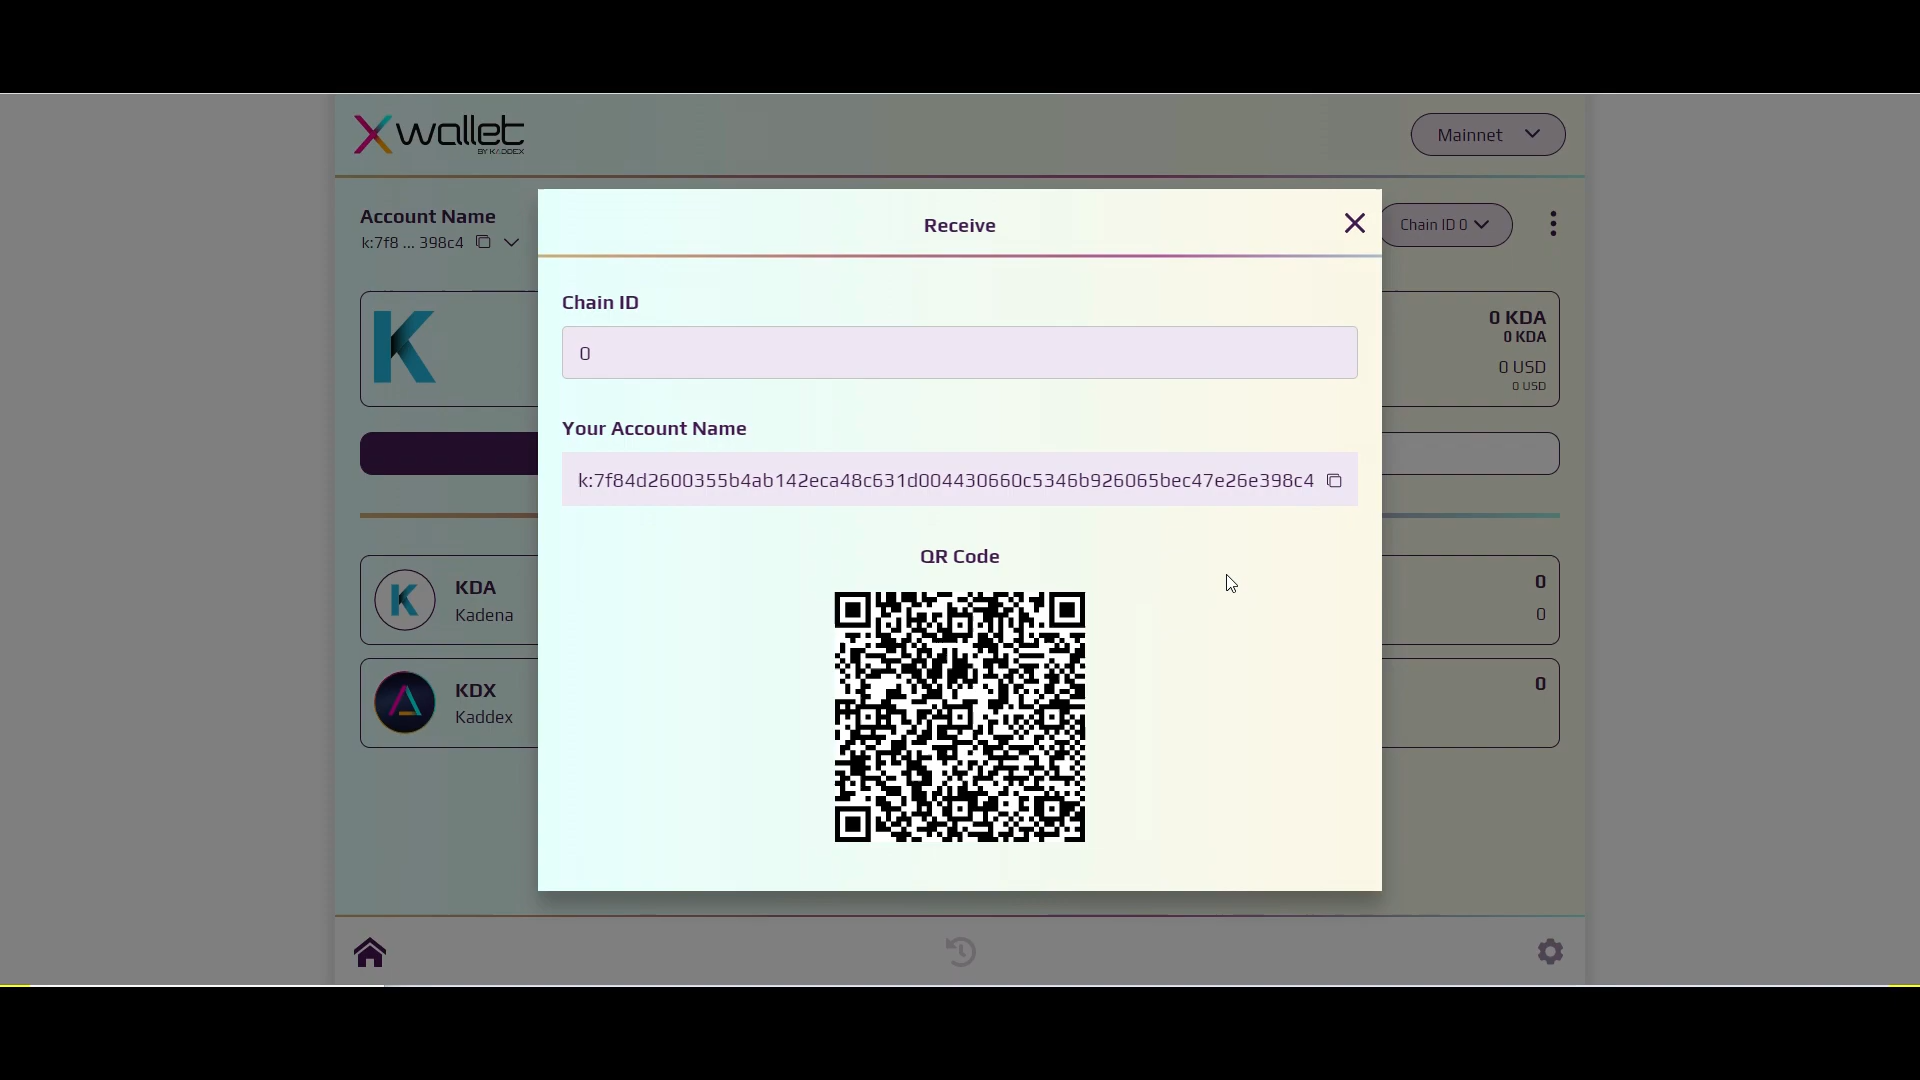 X wallet
BY KADDEX
Mainnet
Account Name
k:7f8 ... 398c4
Chain ID 0
Receive
Chain ID
0
Your Account Name
k:7f84d2600355b4ab142eca48c631d004430660c5346b926065bec47e26e398c4
QR Code
0 KDA
0 KDA
0 USD
0 USD
KDA
Kadena
0
0
KDX
Kaddex
0